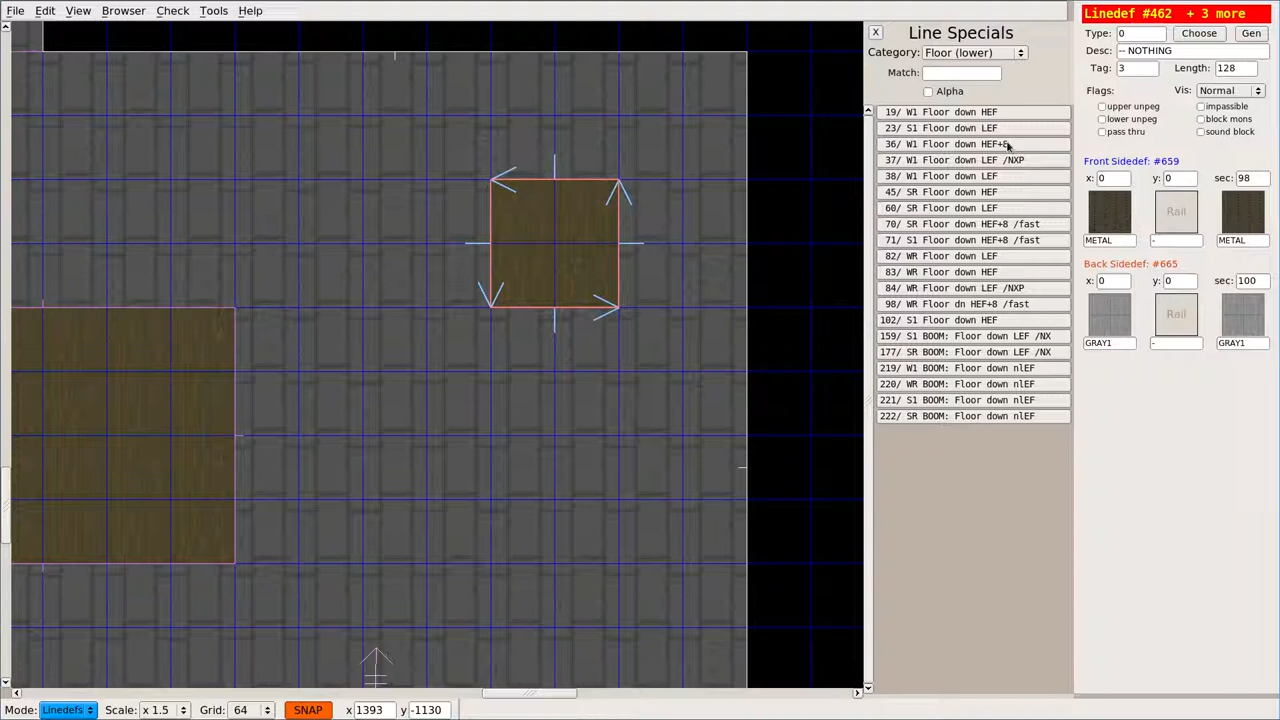 File Edit View Browser Check Tools Help
X Line Specials
Category: Floor (lower)
Match:
Alpha
19/ W1 Floor down HEF
23/ S1 Floor down LEF
36/ W1 Floor down HEF+8
37/ W1 Floor down LEF /NXP
38/ W1 Floor down LEF
45/ SR Floor down HEF
60/ SR Floor down LEF
70/ SR Floor down HEF+8 /fast
71/ S1 Floor down HEF+8 /fast
82/ WR Floor down LEF
83/ WR Floor down HEF
84/ WR Floor down LEF /NXP
98/ WR Floor dn HEF+8 /fast
102/ S1 Floor down HEF
159/ S1 BOOM: Floor down LEF /NX
177/ SR BOOM: Floor down LEF /NX
219/ W1 BOOM: Floor down nlEF
220/ WR BOOM: Floor down nlEF
221/ S1 BOOM: Floor down nlEF
222/ SR BOOM: Floor down nlEF
Linedef #462 + 3 more
Type: 0 Choose Gen
Desc: -- NOTHING
Tag: 3 Length: 128
Flags: Vis: Normal
upper unpeg impassible
lower unpeg block mons
pass thru sound block
Front Sidedef: #659
x: 0 y: 0 sec: 98
Rail
METAL - METAL
Back Sidedef: #665
x: 0 y: 0 sec: 100
Rail
GRAY1 - GRAY1
Mode: Linedefs Scale: x 1.5 Grid: 64 SNAP x 1393 y -1130